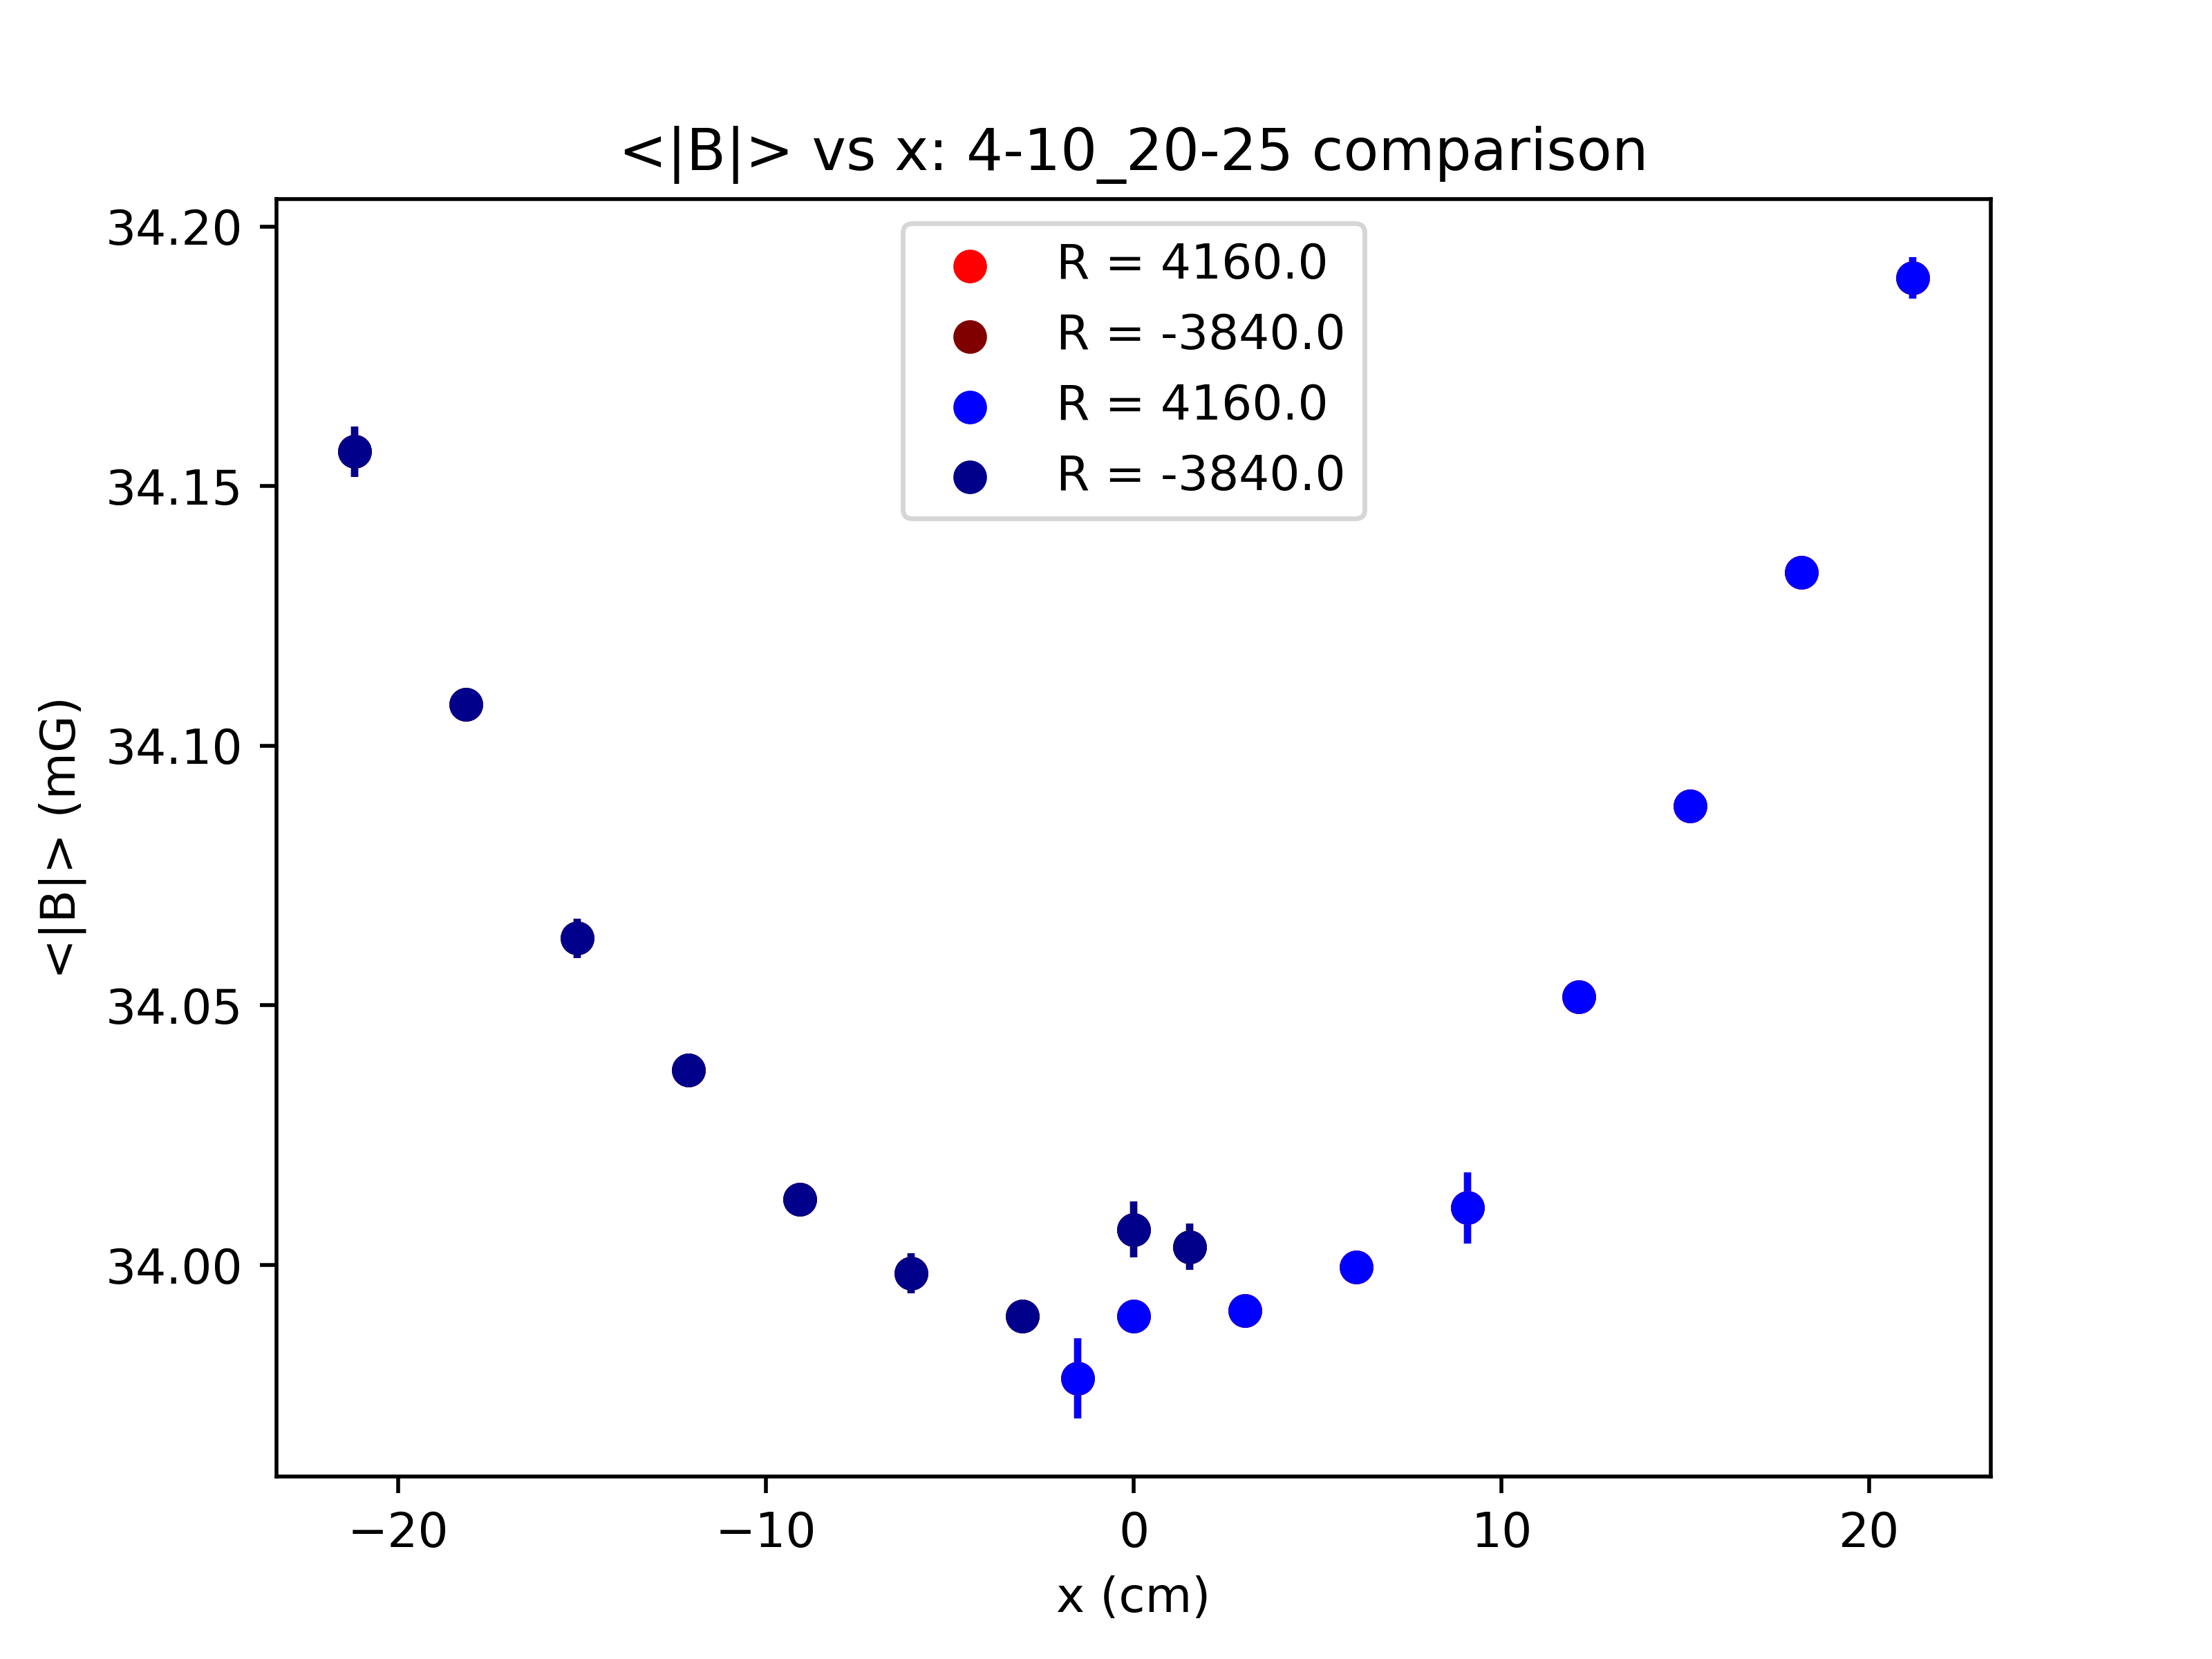 <|B|> vs x: 4-10_20-25 comparison
34.20
34.15
34.10
34.05
34.00
<|B|> (mG)
R = 4160.0
R = -3840.0
R = 4160.0
R = -3840.0
−20 −10 0 10 20
x (cm)